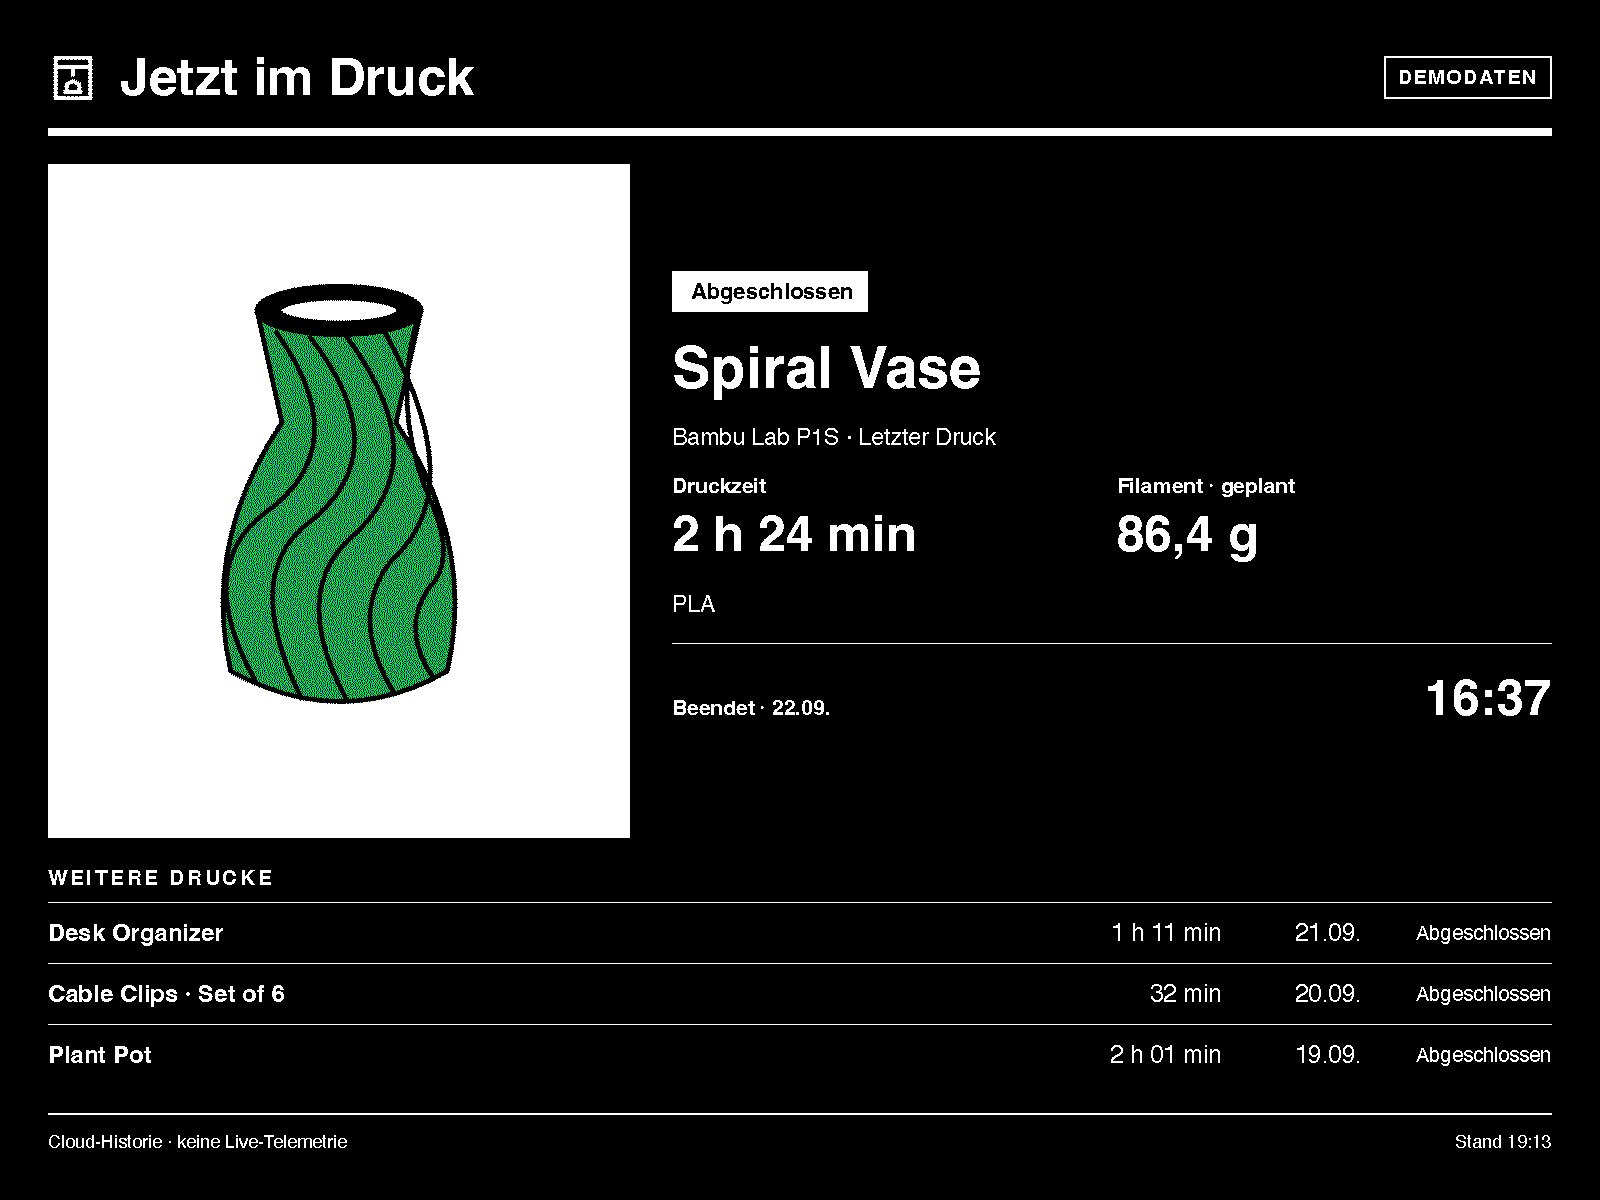 Jetzt im Druck
DEMODATEN
Abgeschlossen
Spiral Vase
Bambu Lab P1S · Letzter Druck
Druckzeit
Filament · geplant
2 h 24 min
86,4 g
PLA
Beendet · 22.09.
16:37
WEITERE DRUCKE
Desk Organizer 1 h 11 min 21.09. Abgeschlossen
Cable Clips · Set of 6 32 min 20.09. Abgeschlossen
Plant Pot 2 h 01 min 19.09. Abgeschlossen
Cloud-Historie · keine Live-Telemetrie
Stand 19:13